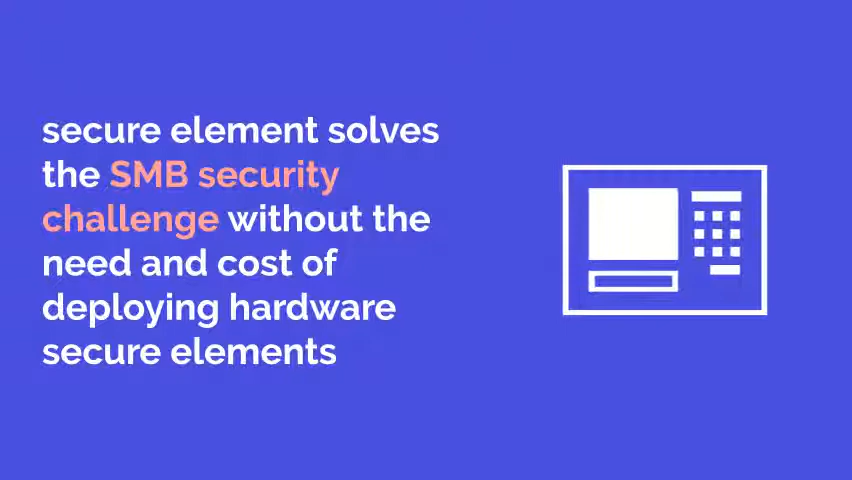 secure element solves
the SMB security
challenge without the
need and cost of
deploying hardware
secure elements